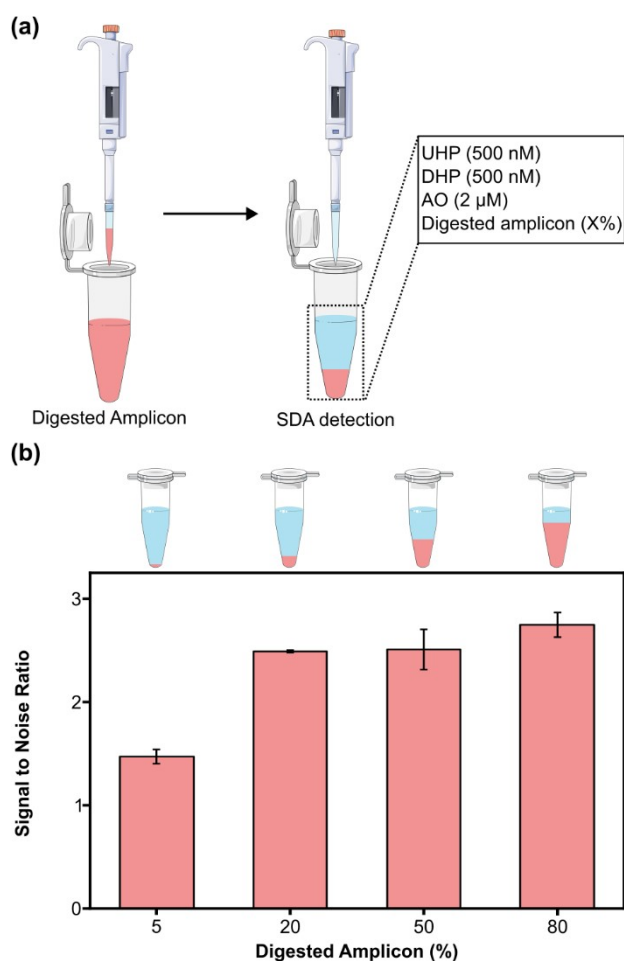 (a)
UHP (500 nM)
DHP (500 nM)
AO (2 µM)
Digested amplicon (X%)
Digested Amplicon
SDA detection
(b)
Signal to Noise Ratio
3
2
1
0
5 20 50 80
Digested Amplicon (%)